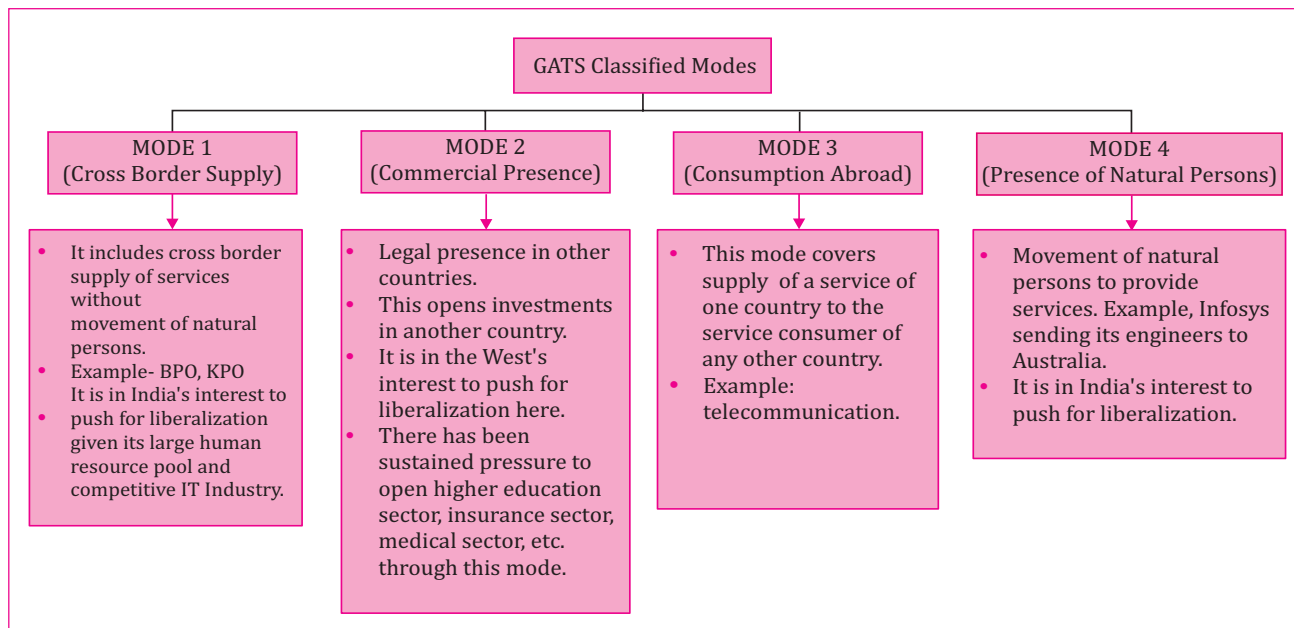 GATS Classified Modes
MODE 1
(Cross Border Supply)
MODE 2
(Commercial Presence)
MODE 3
(Consumption Abroad)
MODE 4
(Presence of Natural Persons)
• It includes cross border
supply of services
without
movement of natural
persons.
• Example- BPO, KPO
It is in India's interest to
• push for liberalization
given its large human
resource pool and
competitive IT Industry.
• Legal presence in other
countries.
• This opens investments
in another country.
• It is in the West's
interest to push for
liberalization here.
• There has been
sustained pressure to
open higher education
sector, insurance sector,
medical sector, etc.
through this mode.
• This mode covers
supply of a service of
one country to the
service consumer of
any other country.
• Example:
telecommunication.
• Movement of natural
persons to provide
services. Example, Infosys
sending its engineers to
Australia.
• It is in India's interest to
push for liberalization.